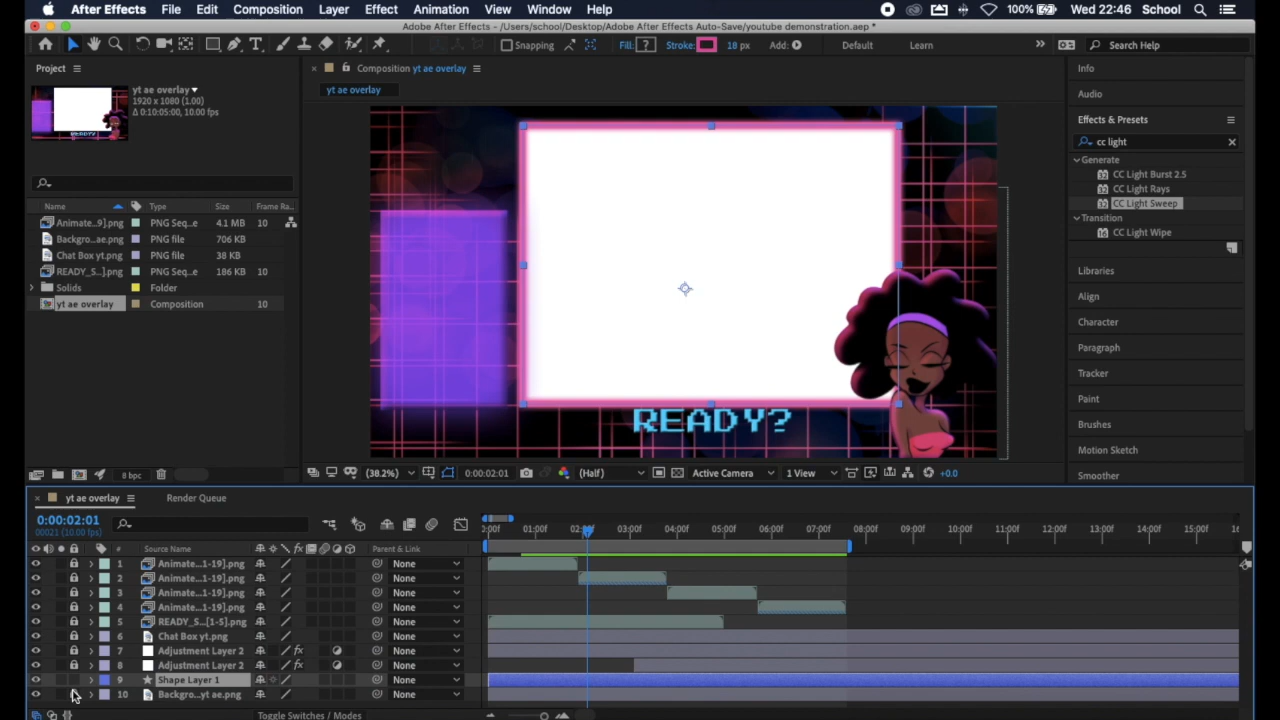 After Effects File Edit Composition Layer Effect Animation View Window Help 100% Wed 22:46 School
Adobe After Effects - /Users/school/Desktop/Adobe After Effects Auto-Save/youtube demonstration.aep *
Snapping Fill: ? Stroke: 18 px Add: Default Learn Search Help
Project
Composition yt ae overlay
yt ae overlay
yt ae overlay
1920 x 1080 (1.00)
Δ 0:10:05:00, 10.00 fps
Name Type Size Frame Ra...
Animate...9].png PNG Seq...e 4.1 MB 10
Backgro...ae.png PNG file 706 KB
Chat Box yt.png PNG file 38 KB
READY_S...].png PNG Seq...e 186 KB 10
Solids Folder
yt ae overlay Composition 10
8 bpc
READY?
(38.2%) 0:00:02:01 (Half) Active Camera 1 View +0.0
Info
Audio
Effects & Presets
cc light
Generate
CC Light Burst 2.5
CC Light Rays
CC Light Sweep
Transition
CC Light Wipe
Libraries
Align
Character
Paragraph
Tracker
Paint
Brushes
Motion Sketch
Smoother
yt ae overlay Render Queue
0:00:02:01
00021 (10.00 fps)
0:00f 01:00f 02:00f 03:00f 04:00f 05:00f 06:00f 07:00f 08:00f 09:00f 10:00f 11:00f 12:00f 13:00f 14:00f 15:00f 16
# Source Name fx Parent & Link
1 Animate...1-19].png None
2 Animate...1-19].png None
3 Animate...1-19].png None
4 Animate...1-19].png None
5 READY_S...[1-5].png None
6 Chat Box yt.png None
7 Adjustment Layer 2 fx None
8 Adjustment Layer 2 fx None
9 Shape Layer 1 None
10 Backgro...yt ae.png None
Toggle Switches / Modes